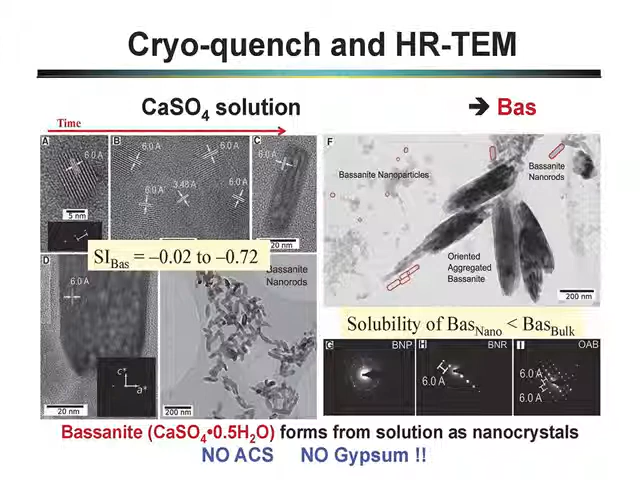 Cryo-quench and HR-TEM
CaSO₄ solution
➔ Bas
Time
A
6.0 Å
5 nm
B
6.0 Å
6.0 Å
6.0 Å
3.48 Å
6.0 Å
C
6.0 Å
20 nm
SI_Bas = –0.02 to –0.72
D
6.0 Å
c*
a*
20 nm
Bassanite
Nanorods
200 nm
F
Bassanite Nanoparticles
Bassanite
Nanorods
Oriented
Aggregated
Bassanite
200 nm
Solubility of Bas_Nano < Bas_Bulk
G
BNP
H
BNR
6.0 Å
I
OAB
6.0 Å
6.0 Å
Bassanite (CaSO₄•0.5H₂O) forms from solution as nanocrystals
NO ACS NO Gypsum !!